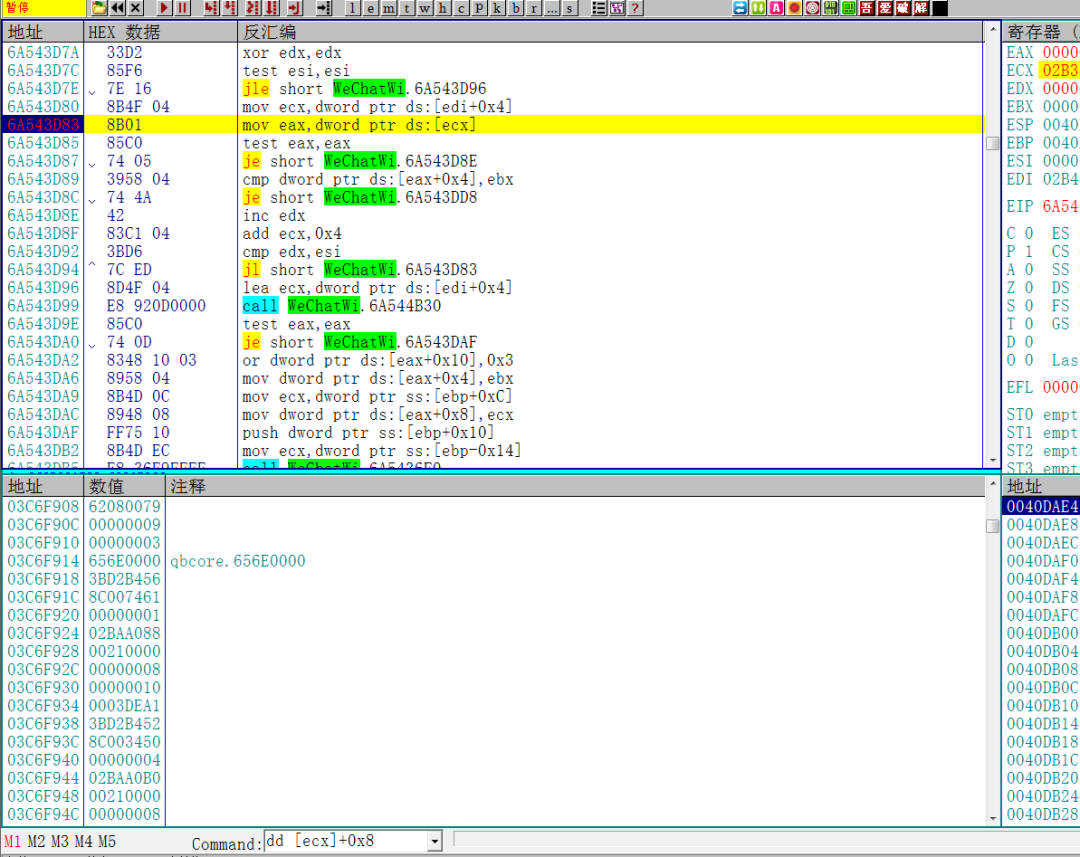 暂停
l e m t w h c P k b r ... s
? A 吾 爱 破 解
地址 HEX 数据 反汇编 寄存器 (
6A543D7A 33D2 xor edx,edx
6A543D7C 85F6 test esi,esi
6A543D7E 7E 16 jle short WeChatWi.6A543D96
6A543D80 8B4F 04 mov ecx,dword ptr ds:[edi+0x4]
6A543D83 8B01 mov eax,dword ptr ds:[ecx]
6A543D85 85C0 test eax,eax
6A543D87 74 05 je short WeChatWi.6A543D8E
6A543D89 3958 04 cmp dword ptr ds:[eax+0x4],ebx
6A543D8C 74 4A je short WeChatWi.6A543DD8
6A543D8E 42 inc edx
6A543D8F 83C1 04 add ecx,0x4
6A543D92 3BD6 cmp edx,esi
6A543D94 ^ 7C ED jl short WeChatWi.6A543D83
6A543D96 8D4F 04 lea ecx,dword ptr ds:[edi+0x4]
6A543D99 E8 920D0000 call WeChatWi.6A544B30
6A543D9E 85C0 test eax,eax
6A543DA0 74 0D je short WeChatWi.6A543DAF
6A543DA2 8348 10 03 or dword ptr ds:[eax+0x10],0x3
6A543DA6 8958 04 mov dword ptr ds:[eax+0x4],ebx
6A543DA9 8B4D 0C mov ecx,dword ptr ss:[ebp+0xC]
6A543DAC 8948 08 mov dword ptr ds:[eax+0x8],ecx
6A543DAF FF75 10 push dword ptr ss:[ebp+0x10]
6A543DB2 8B4D EC mov ecx,dword ptr ss:[ebp-0x14]
EAX 0000
ECX 02B3
EDX 0000
EBX 0000
ESP 0040
EBP 0040
ESI 0000
EDI 02B4
EIP 6A54
C 0 ES
P 1 CS
A 0 SS
Z 0 DS
S 0 FS
T 0 GS
D 0
O 0 Las
EFL 0000
ST0 empt
ST1 empt
ST2 empt
ST3 empt
地址 数值 注释
03C6F908 62080079
03C6F90C 00000009
03C6F910 00000003
03C6F914 656E0000 qbcore.656E0000
03C6F918 3BD2B456
03C6F91C 8C007461
03C6F920 00000001
03C6F924 02BAA088
03C6F928 00210000
03C6F92C 00000008
03C6F930 00000010
03C6F934 0003DEA1
03C6F938 3BD2B452
03C6F93C 8C003450
03C6F940 00000004
03C6F944 02BAA0B0
03C6F948 00210000
03C6F94C 00000008
地址
0040DAE4
0040DAE8
0040DAEC
0040DAF0
0040DAF4
0040DAF8
0040DAFC
0040DB00
0040DB04
0040DB08
0040DB0C
0040DB10
0040DB14
0040DB18
0040DB1C
0040DB20
0040DB24
0040DB28
M1 M2 M3 M4 M5 Command: dd [ecx]+0x8